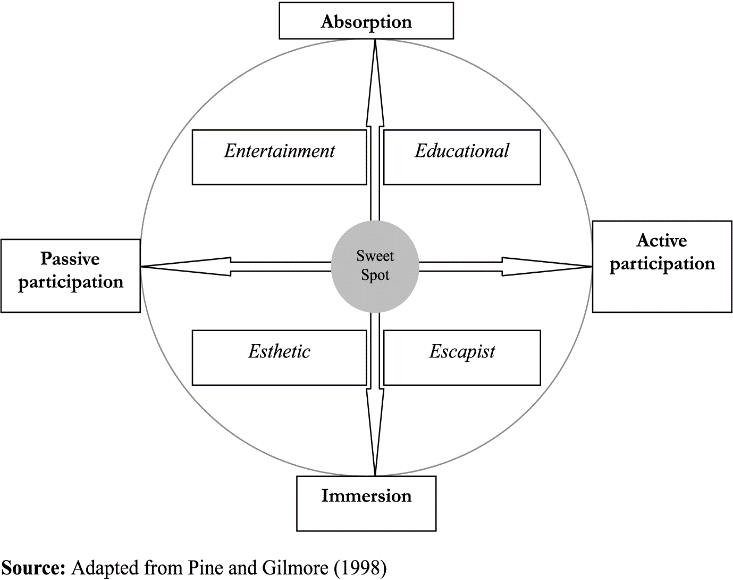 Absorption
Entertainment
Educational
Passive
participation
Sweet
Spot
Active
participation
Esthetic
Escapist
Immersion
Source: Adapted from Pine and Gilmore (1998)